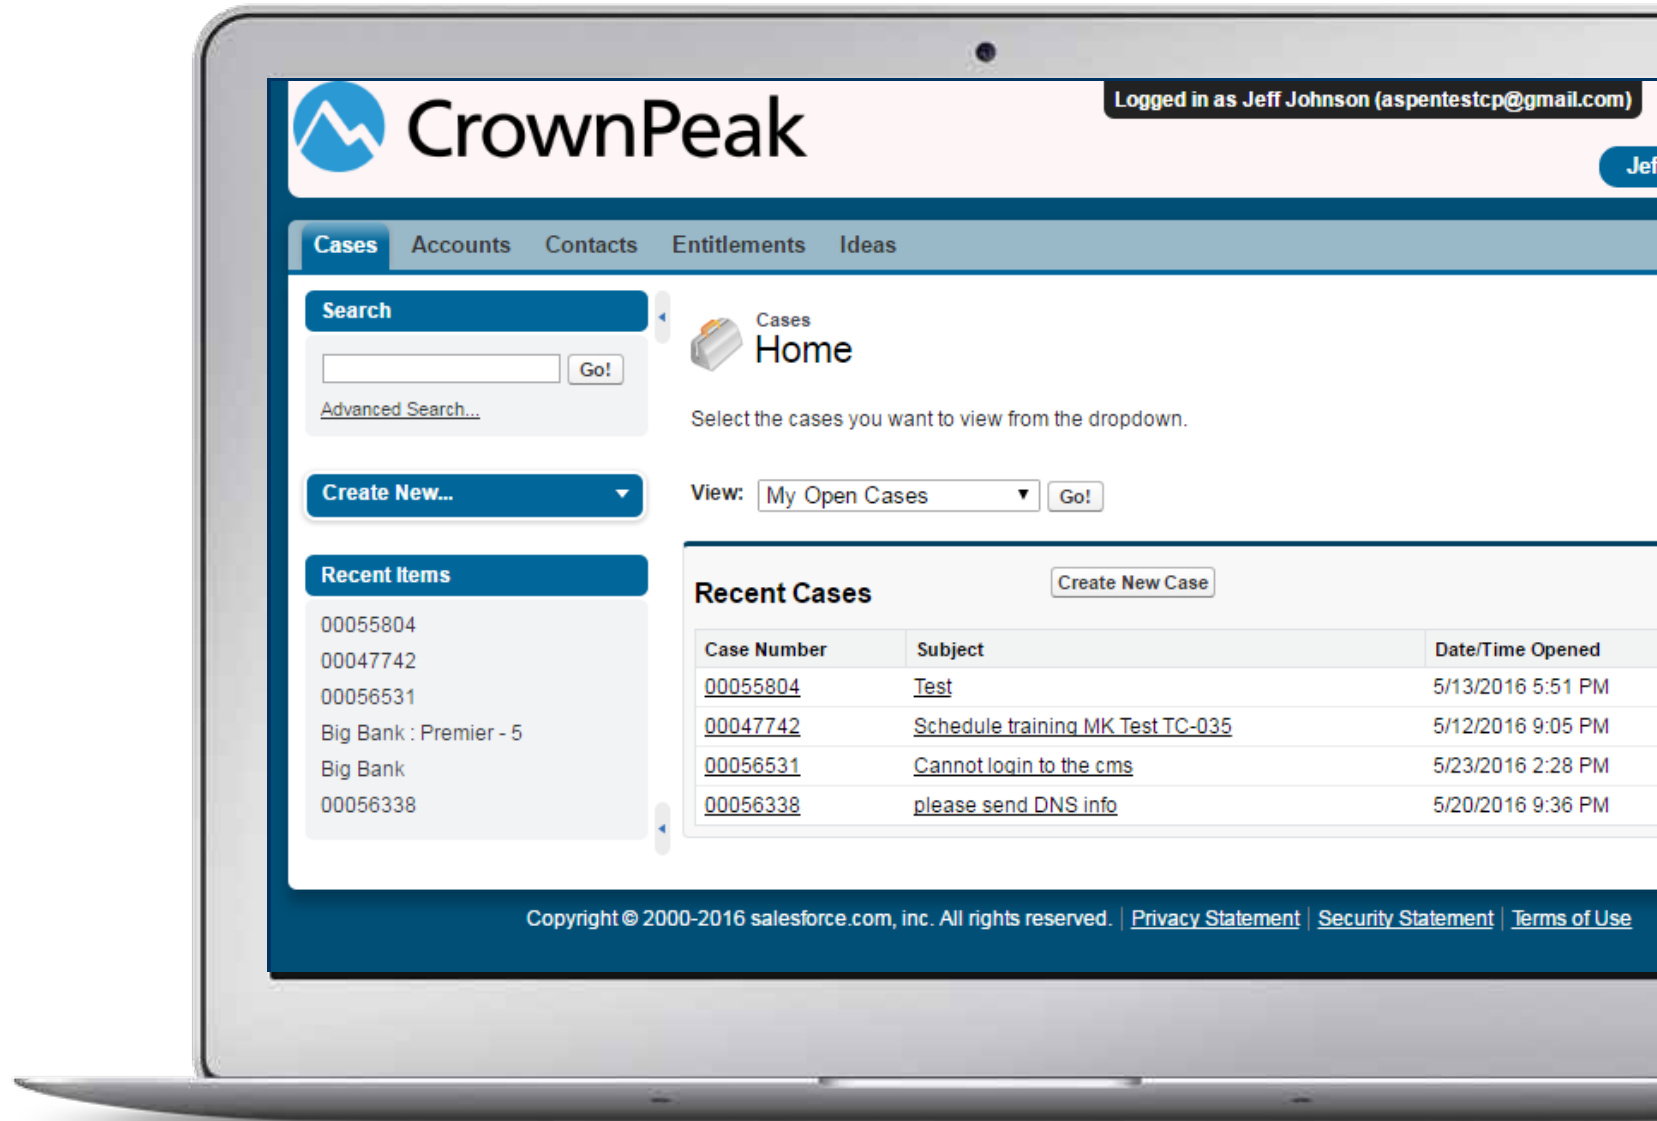 CrownPeak
Logged in as Jeff Johnson (aspentestcp@gmail.com)
Cases Accounts Contacts Entitlements Ideas
Search
Go!
Advanced Search...
Create New...
Recent Items
00055804
00047742
00056531
Big Bank : Premier - 5
Big Bank
00056338
Cases
Home
Select the cases you want to view from the dropdown.
View: My Open Cases Go!
Recent Cases Create New Case
Case Number Subject Date/Time Opened
00055804 Test 5/13/2016 5:51 PM
00047742 Schedule training MK Test TC-035 5/12/2016 9:05 PM
00056531 Cannot login to the cms 5/23/2016 2:28 PM
00056338 please send DNS info 5/20/2016 9:36 PM
Copyright © 2000-2016 salesforce.com, inc. All rights reserved. | Privacy Statement | Security Statement | Terms of Use